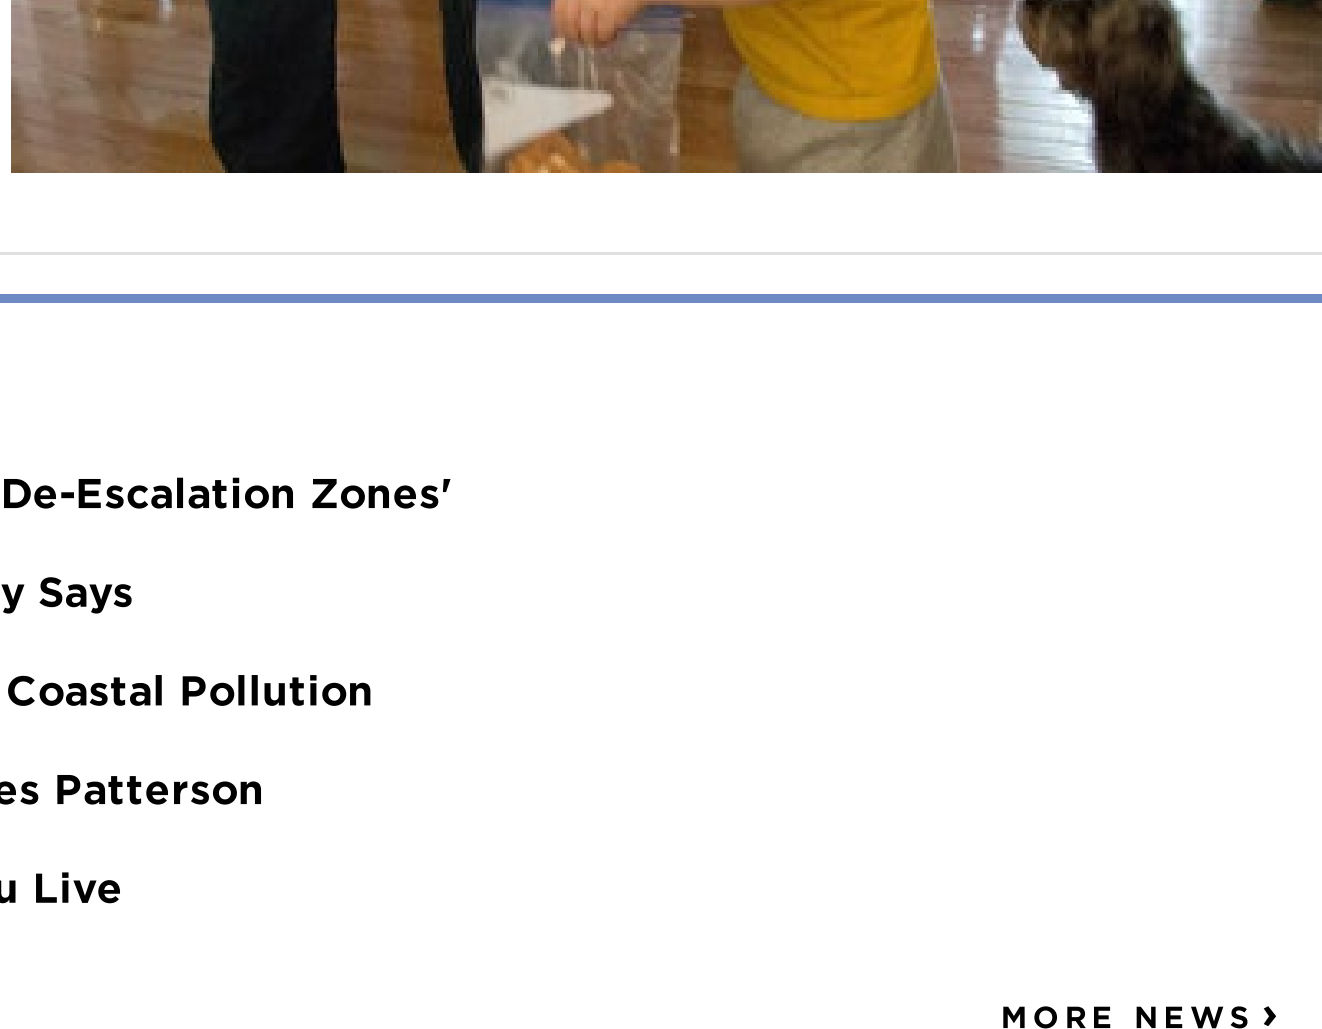 De-Escalation Zones'
y Says
Coastal Pollution
es Patterson
u Live
MORE NEWS ›